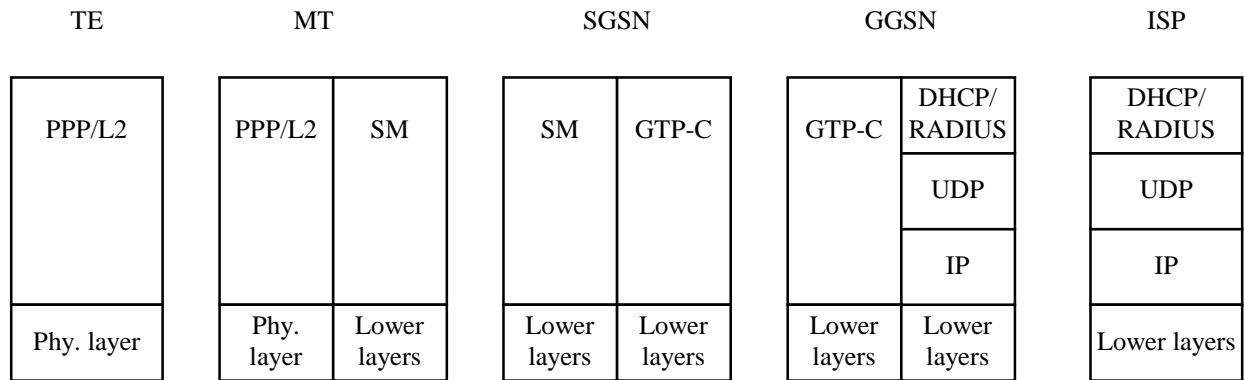 TE MT SGSN GGSN ISP
PPP/L2
Phy. layer
PPP/L2
Phy.
layer
SM
Lower
layers
SM
Lower
layers
GTP-C
Lower
layers
GTP-C
Lower
layers
DHCP/
RADIUS
UDP
IP
Lower
layers
DHCP/
RADIUS
UDP
IP
Lower layers